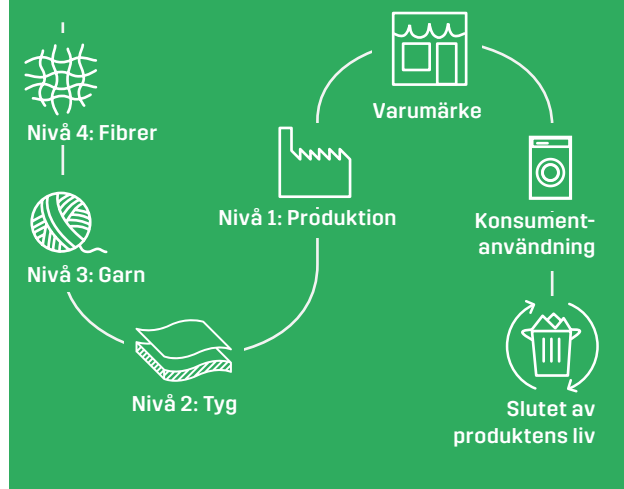 Nivå 4: Fibrer
Nivå 3: Garn
Nivå 2: Tyg
Nivå 1: Produktion
Varumärke
Konsument-
användning
Slutet av
produktens liv